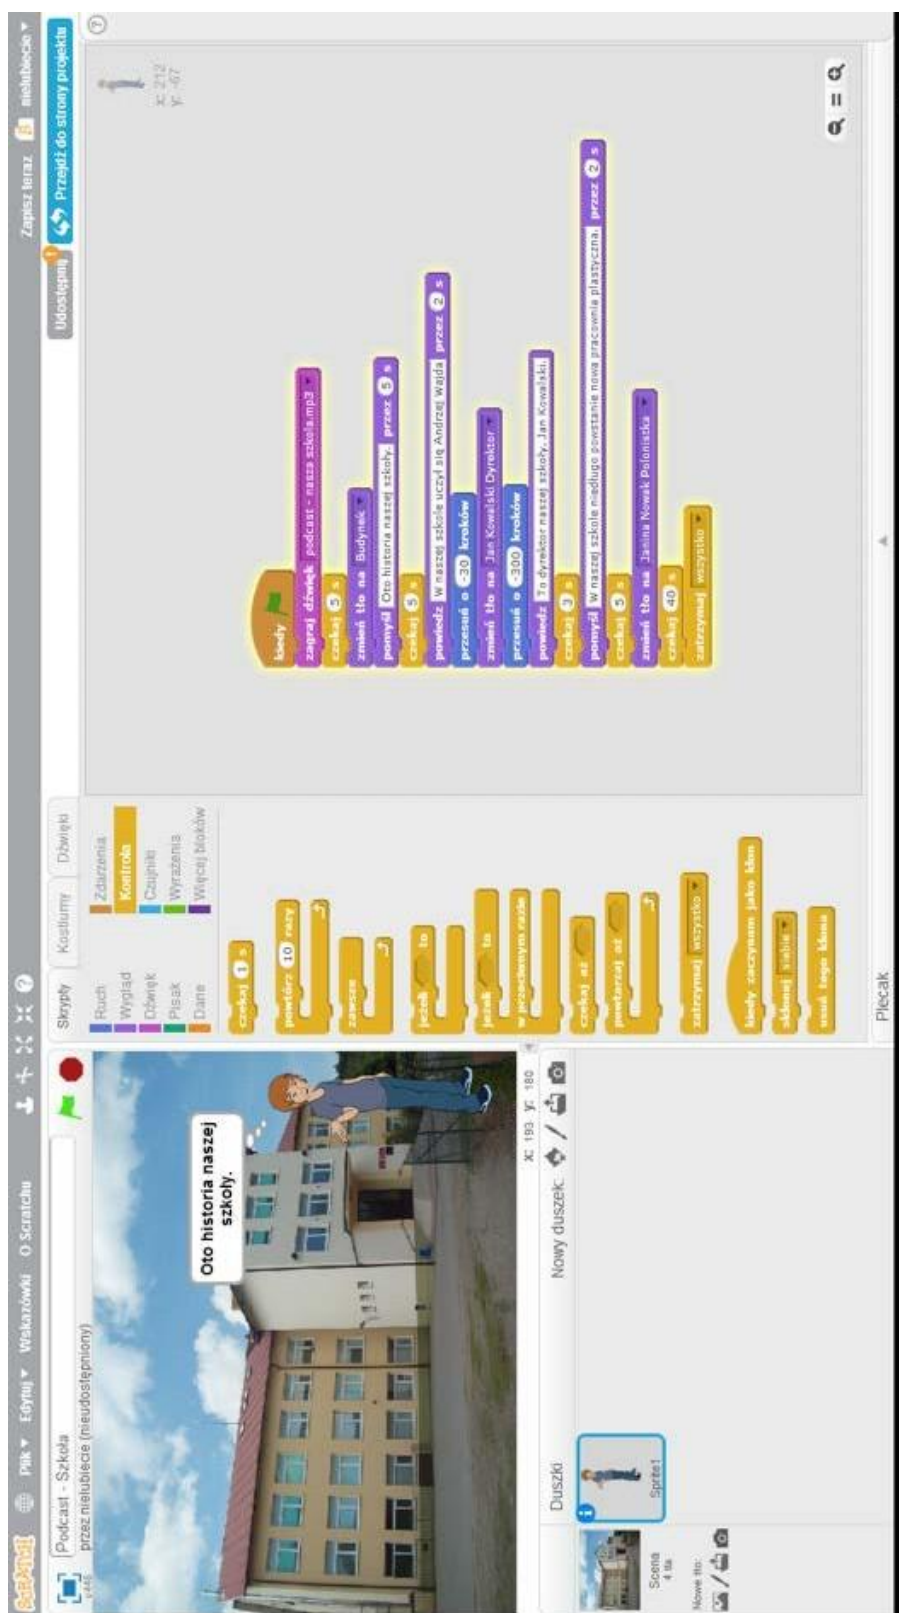 SCRATCH
Plik ▾ Edytuj ▾ Wskazówki O Scratchu
Zapisz teraz
nielubiecie ▾
Podcast - Szkoła
przez nielubiecie (nieudostępniony)
v446
Udostępnij
Przejdź do strony projektu
Oto historia naszej
szkoły.
x: 193 y: 180
Duszki
Nowy duszek:
Scena
4 tła
Nowe tło:
Sprite1
Skrypty Kostiumy Dźwięki
Ruch
Wygląd
Dźwięk
Pisak
Dane
Zdarzenia
Kontrola
Czujniki
Wyrażenia
Więcej bloków
czekaj 1 s
powtórz 10 razy
zawsze
jeżeli to
jeżeli to
w przeciwnym razie
czekaj aż
powtarzaj aż
zatrzymaj wszystko
kiedy zaczynam jako klon
sklonuj siebie
usuń tego klona
x: 212
y: -67
kiedy
zagraj dźwięk podcast - nasza szkola.mp3
czekaj 5 s
zmień tło na Budynek
pomyśl Oto historia naszej szkoły. przez 5 s
czekaj 5 s
powiedz W naszej szkole uczył się Andrzej Wajda przez 2 s
przesuń o -30 kroków
zmień tło na Jan Kowalski Dyrektor
przesuń o -300 kroków
powiedz To dyrektor naszej szkoły, Jan Kowalski.
czekaj 3 s
pomyśl W naszej szkole niedługo powstanie nowa pracownia plastyczna. przez 2 s
czekaj 5 s
zmień tło na Janina Nowak Polonistka
czekaj 40 s
zatrzymaj wszystko
Plecak